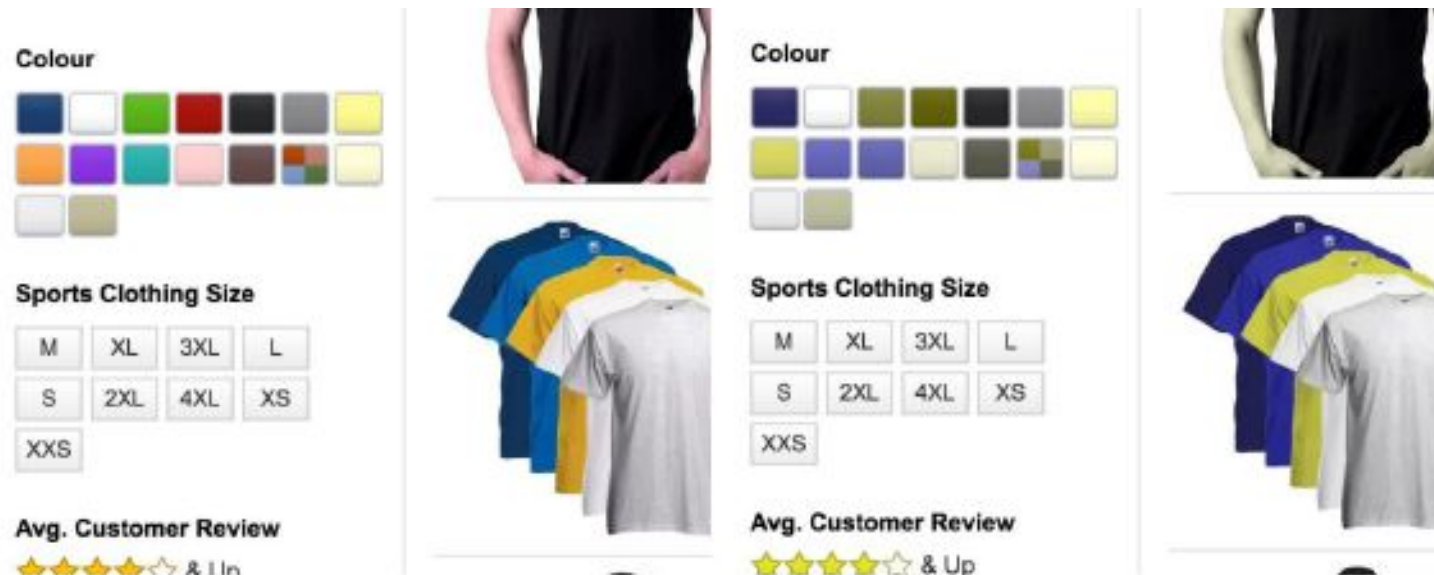 Colour
Sports Clothing Size
M XL 3XL L
S 2XL 4XL XS
XXS
Avg. Customer Review
& Up
Colour
Sports Clothing Size
M XL 3XL L
S 2XL 4XL XS
XXS
Avg. Customer Review
& Up